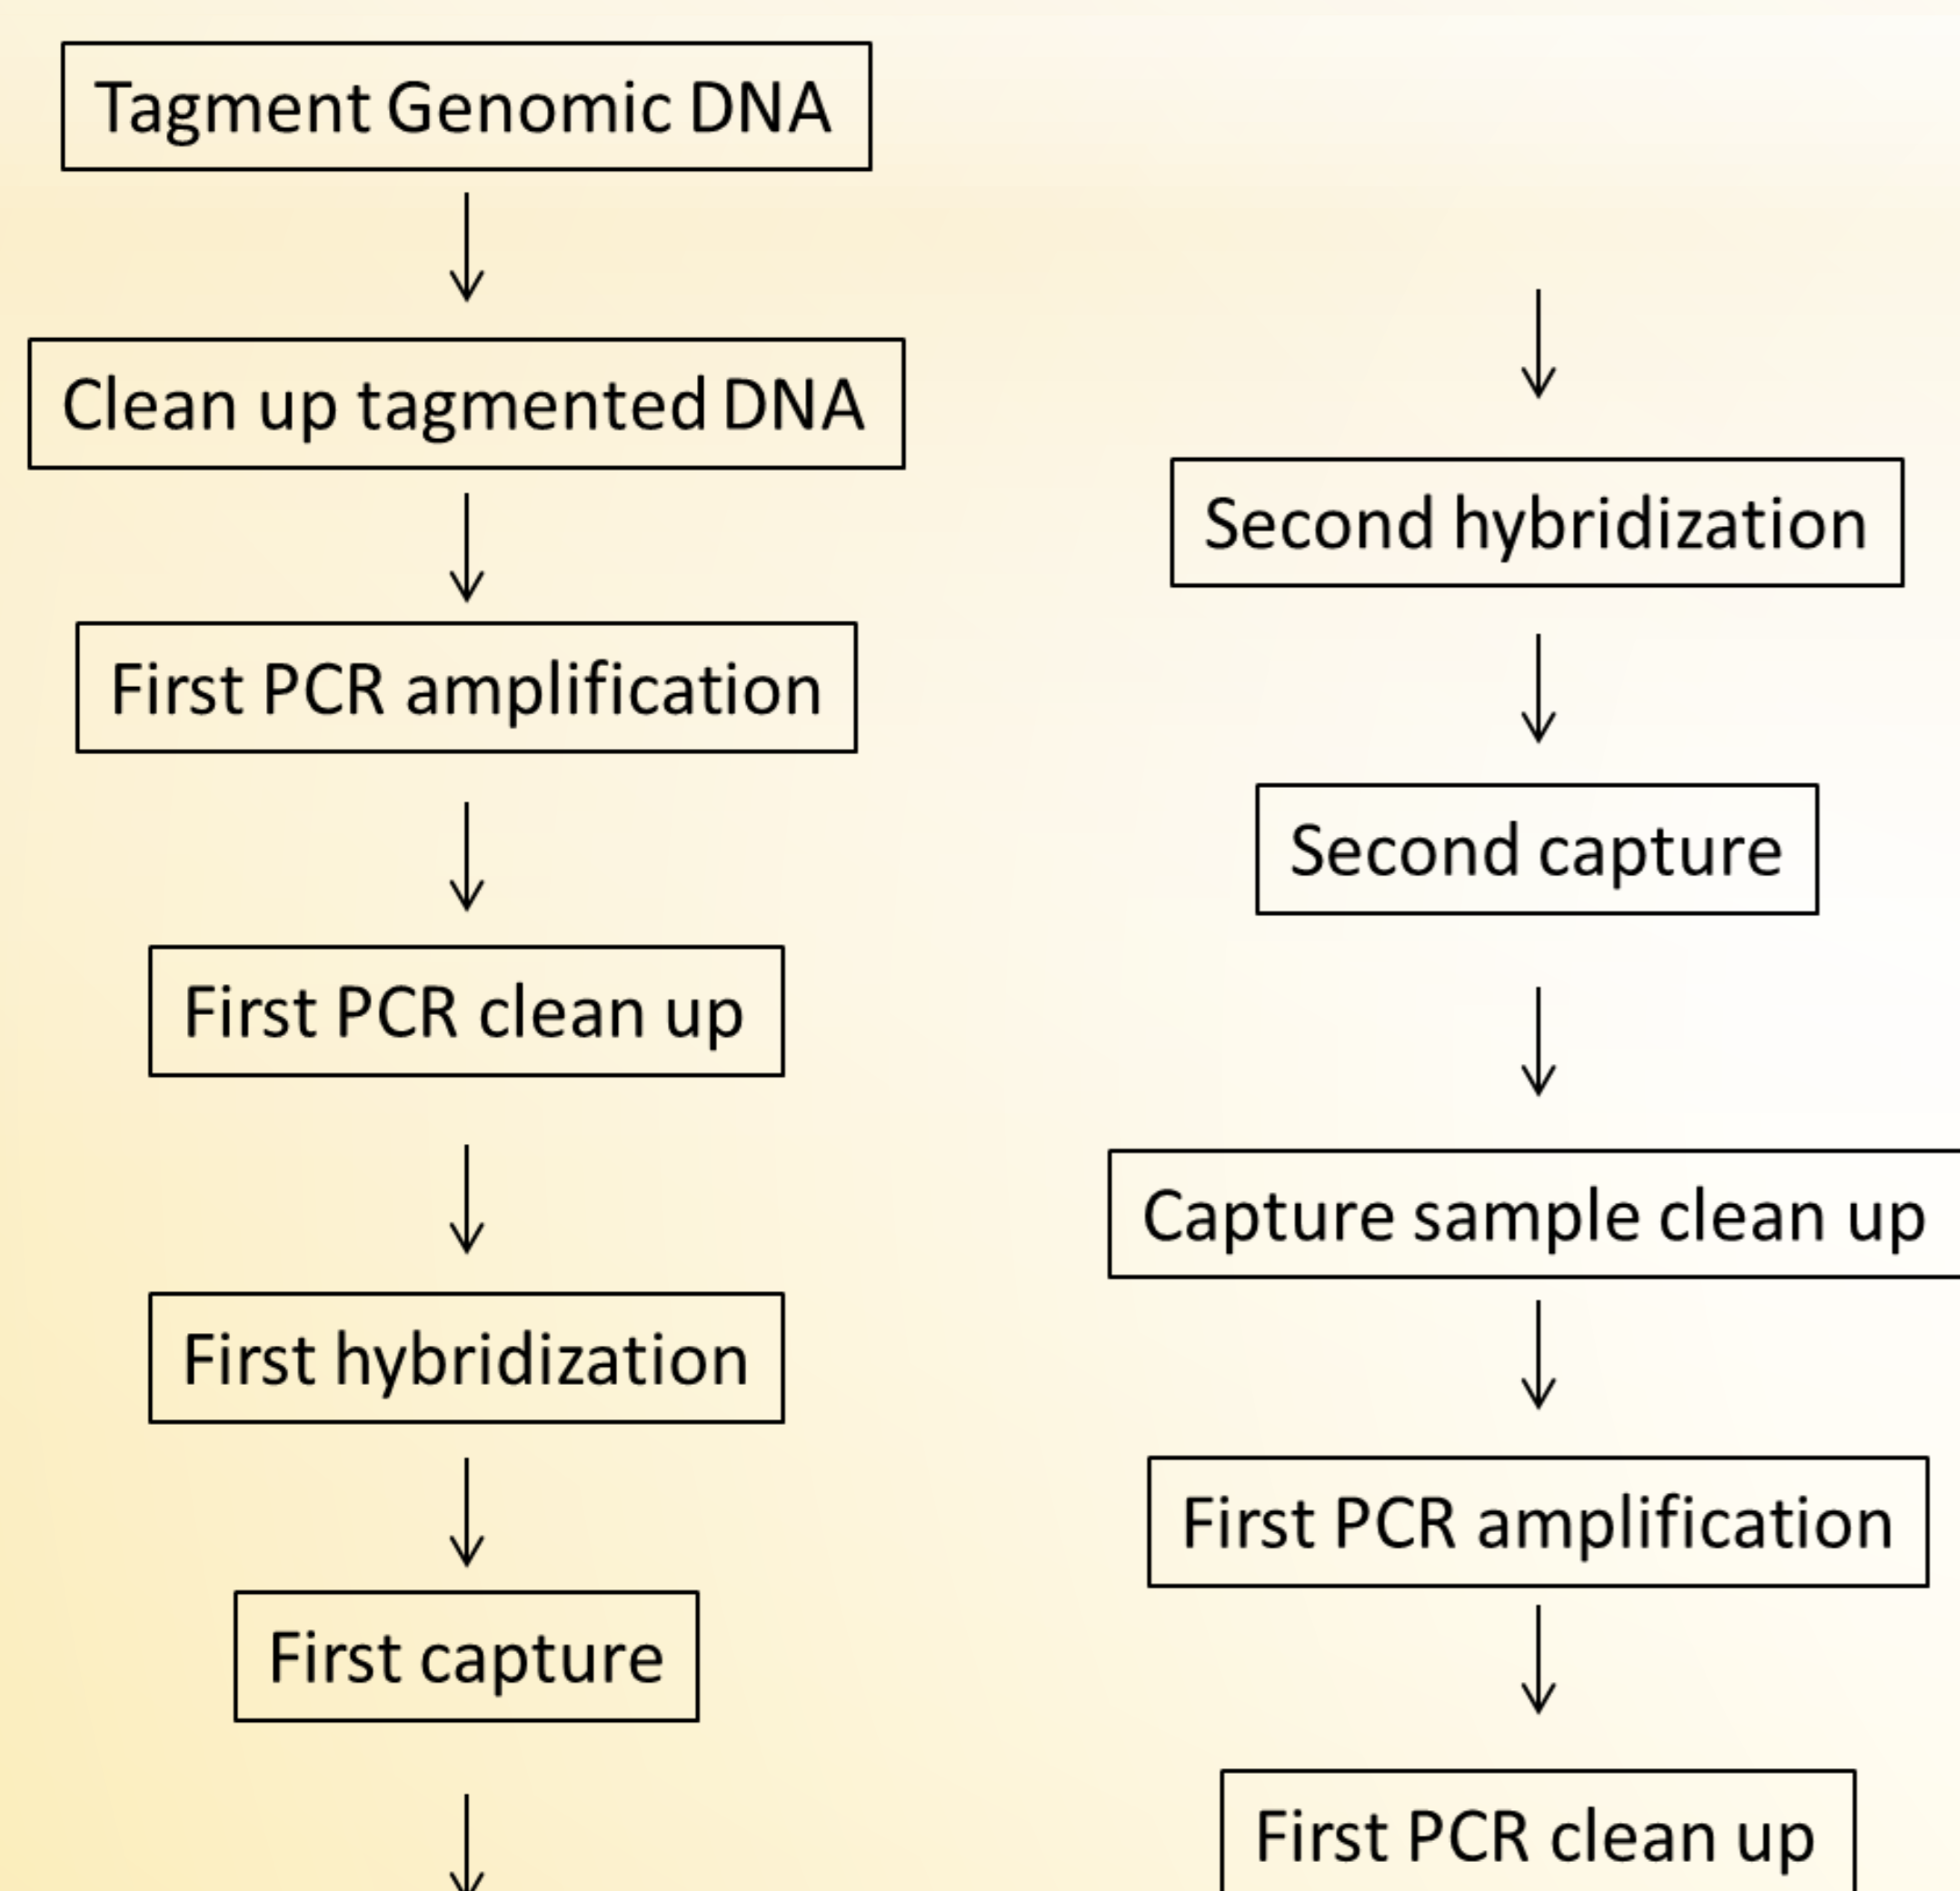 Tagment Genomic DNA
Clean up tagmented DNA
First PCR amplification
First PCR clean up
First hybridization
First capture
Second hybridization
Second capture
Capture sample clean up
First PCR amplification
First PCR clean up